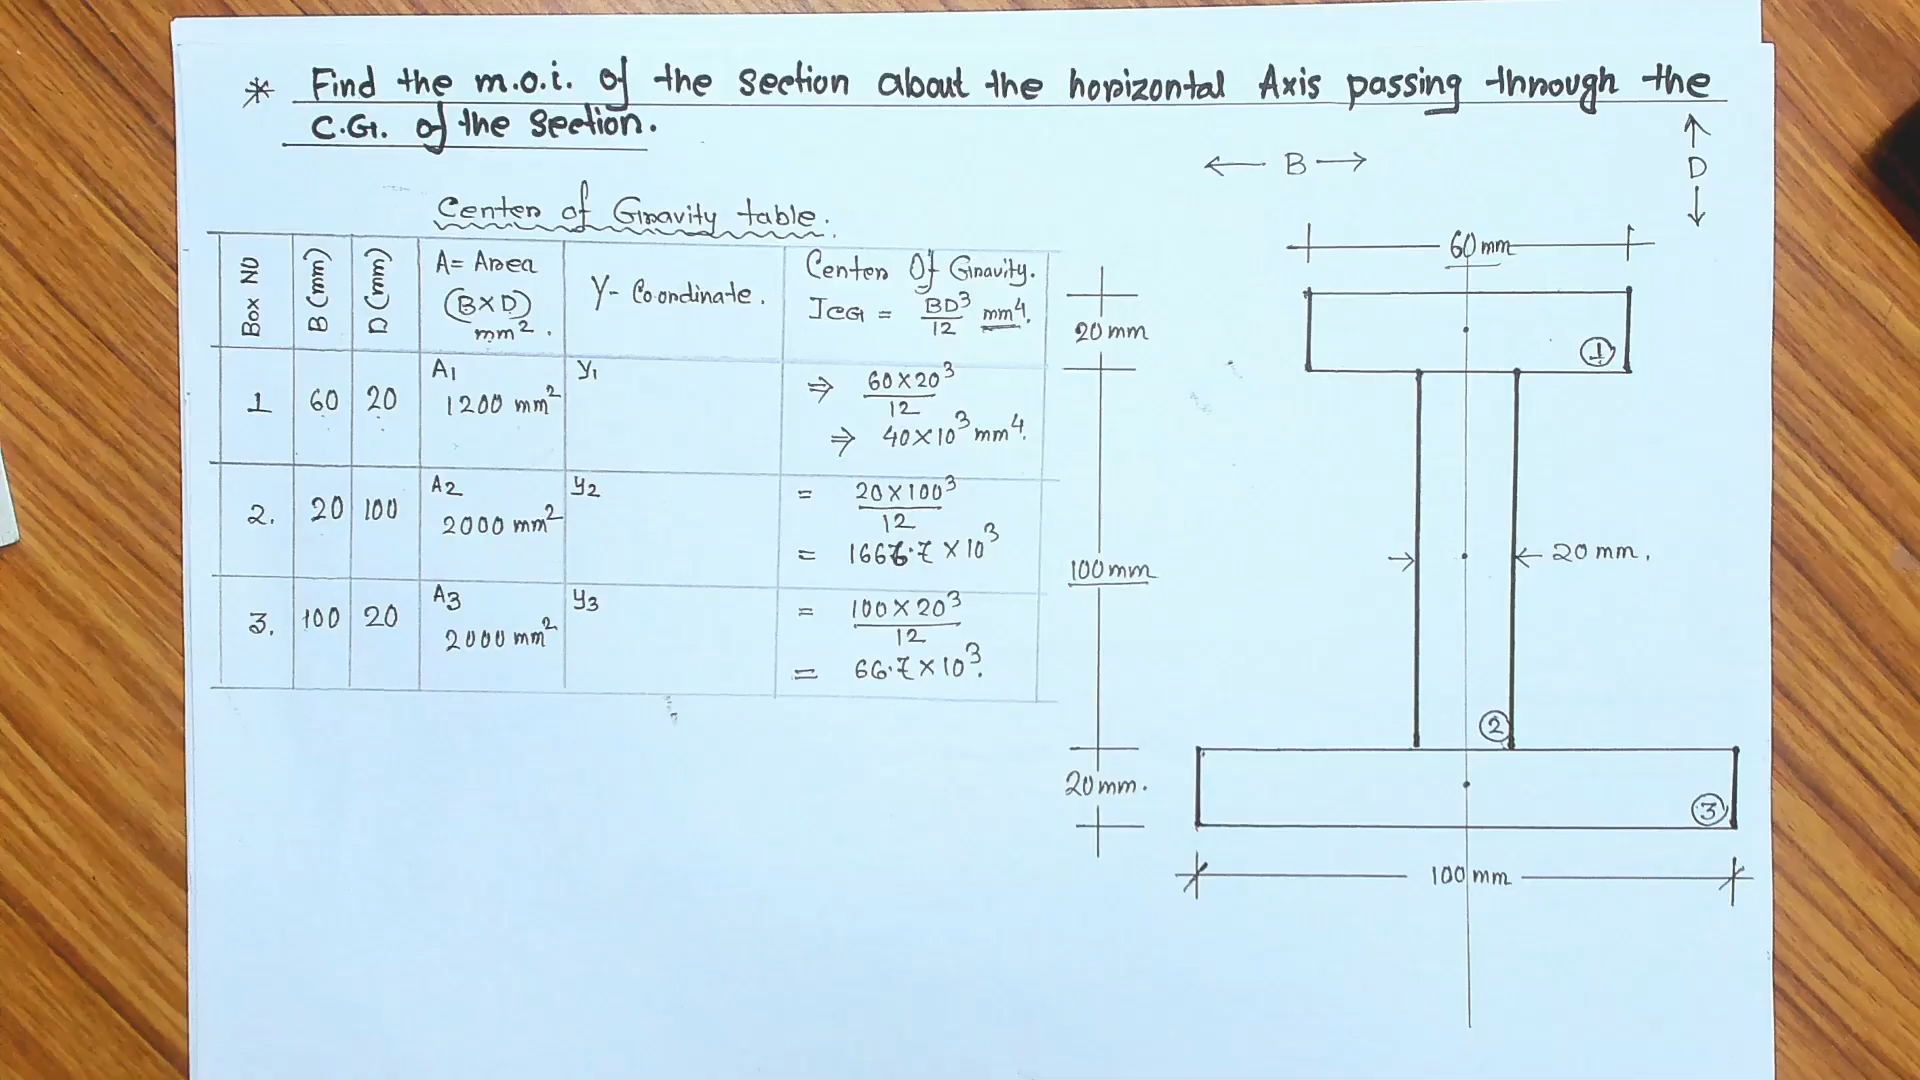 * Find the m.o.i. of the section about the horizontal Axis passing through the
C.G. of the section.
← B →
↑
D
↓
Center of Gravity table.
Box NO
B (mm)
D (mm)
A = Area
(B×D)
mm².
Y- Coordinate.
Center Of Gravity.
ICG = BD³/12 mm⁴.
1
60
20
A1
1200 mm²
y1
⇒ 60×20³/12
⇒ 40×10³ mm⁴.
2.
20
100
A2
2000 mm²
y2
= 20×100³/12
= 1666.7 × 10³
3.
100
20
A3
2000 mm²
y3
= 100×20³/12
= 66.7 × 10³.
60 mm
20 mm
1
100 mm
→
← 20 mm.
2
20 mm.
3
100 mm